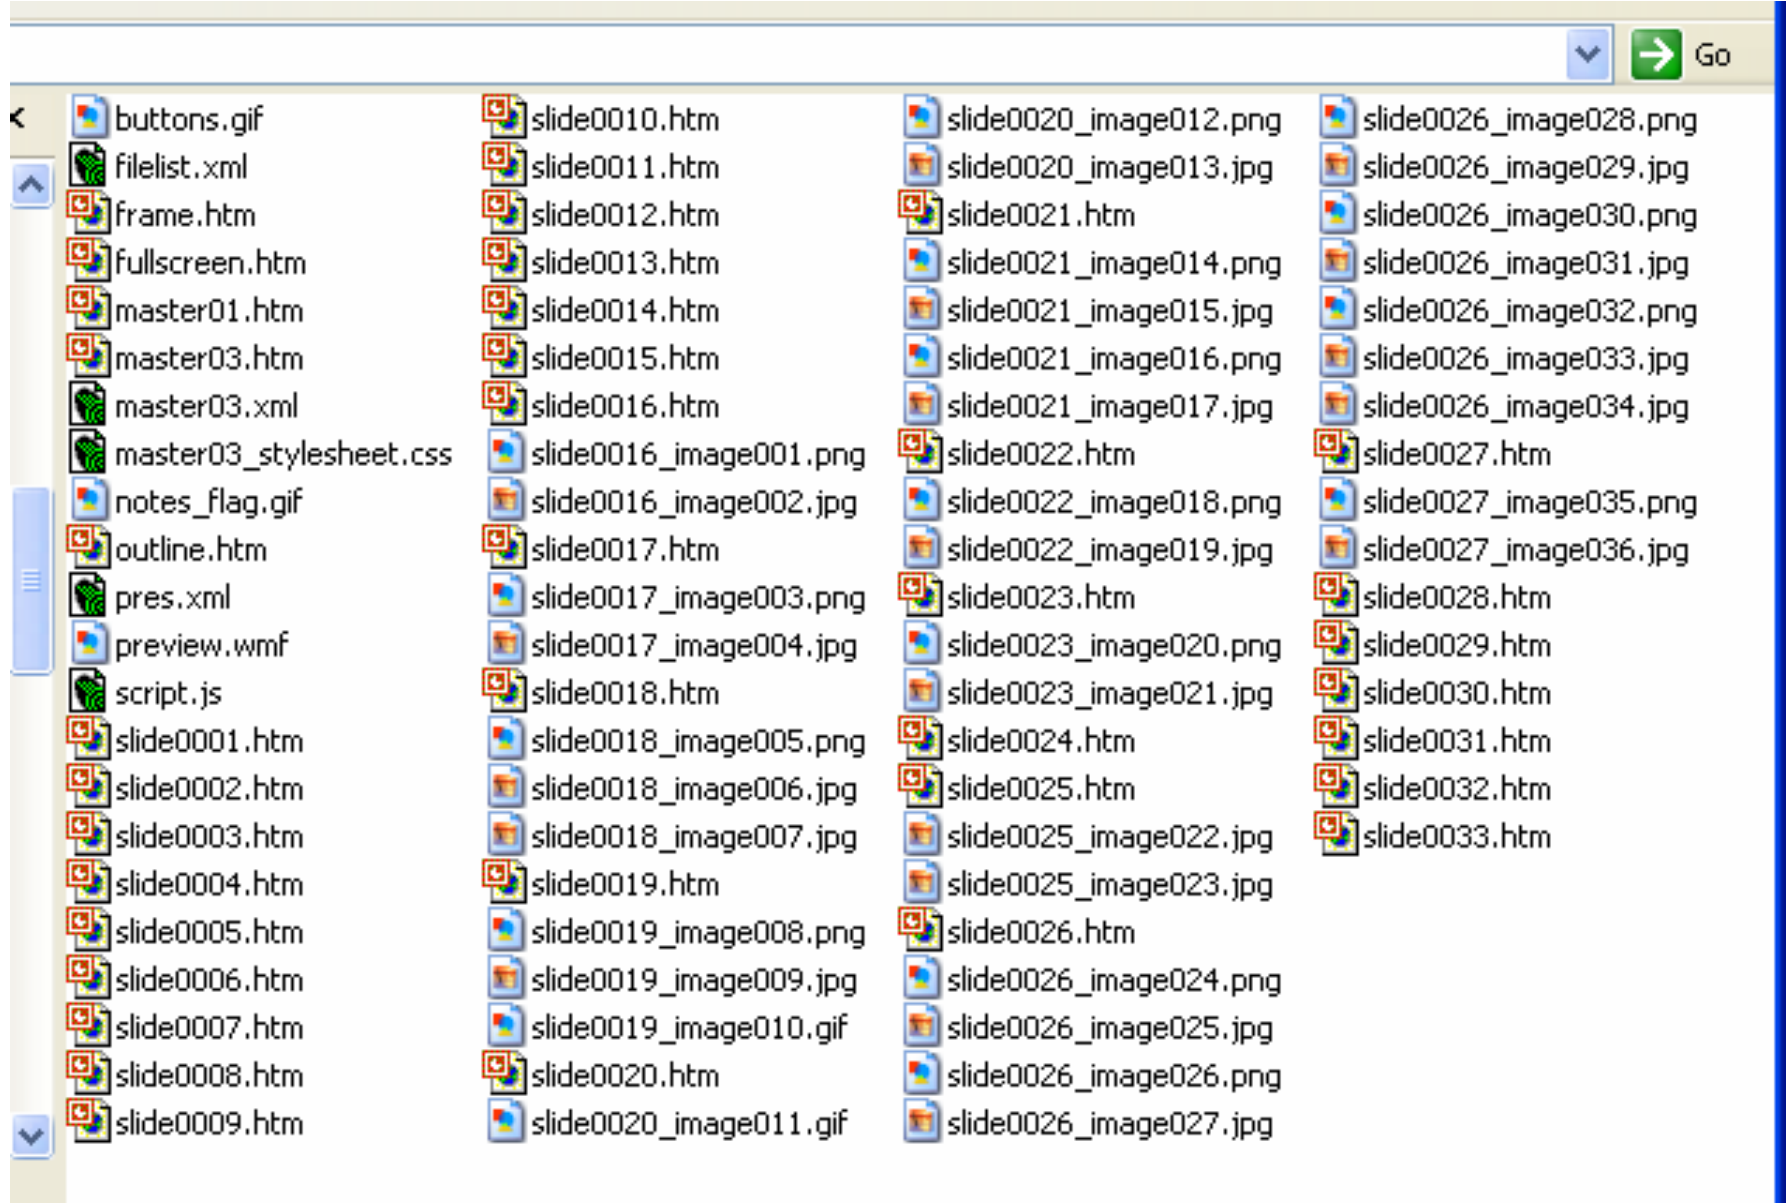 Go
buttons.gif
filelist.xml
frame.htm
fullscreen.htm
master01.htm
master03.htm
master03.xml
master03_stylesheet.css
notes_flag.gif
outline.htm
pres.xml
preview.wmf
script.js
slide0001.htm
slide0002.htm
slide0003.htm
slide0004.htm
slide0005.htm
slide0006.htm
slide0007.htm
slide0008.htm
slide0009.htm
slide0010.htm
slide0011.htm
slide0012.htm
slide0013.htm
slide0014.htm
slide0015.htm
slide0016.htm
slide0016_image001.png
slide0016_image002.jpg
slide0017.htm
slide0017_image003.png
slide0017_image004.jpg
slide0018.htm
slide0018_image005.png
slide0018_image006.jpg
slide0018_image007.jpg
slide0019.htm
slide0019_image008.png
slide0019_image009.jpg
slide0019_image010.gif
slide0020.htm
slide0020_image011.gif
slide0020_image012.png
slide0020_image013.jpg
slide0021.htm
slide0021_image014.png
slide0021_image015.jpg
slide0021_image016.png
slide0021_image017.jpg
slide0022.htm
slide0022_image018.png
slide0022_image019.jpg
slide0023.htm
slide0023_image020.png
slide0023_image021.jpg
slide0024.htm
slide0025.htm
slide0025_image022.jpg
slide0025_image023.jpg
slide0026.htm
slide0026_image024.png
slide0026_image025.jpg
slide0026_image026.png
slide0026_image027.jpg
slide0026_image028.png
slide0026_image029.jpg
slide0026_image030.png
slide0026_image031.jpg
slide0026_image032.png
slide0026_image033.jpg
slide0026_image034.jpg
slide0027.htm
slide0027_image035.png
slide0027_image036.jpg
slide0028.htm
slide0029.htm
slide0030.htm
slide0031.htm
slide0032.htm
slide0033.htm